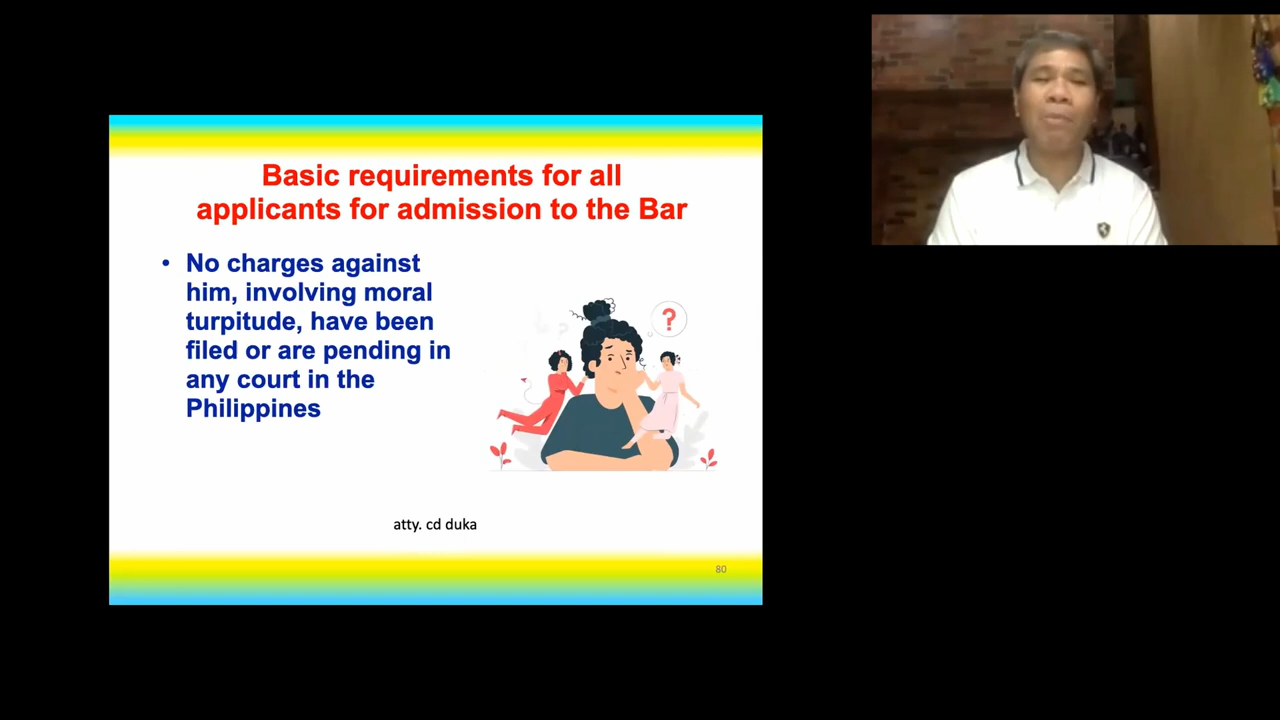 Basic requirements for all
applicants for admission to the Bar
• No charges against
him, involving moral
turpitude, have been
filed or are pending in
any court in the
Philippines
?
atty. cd duka
80